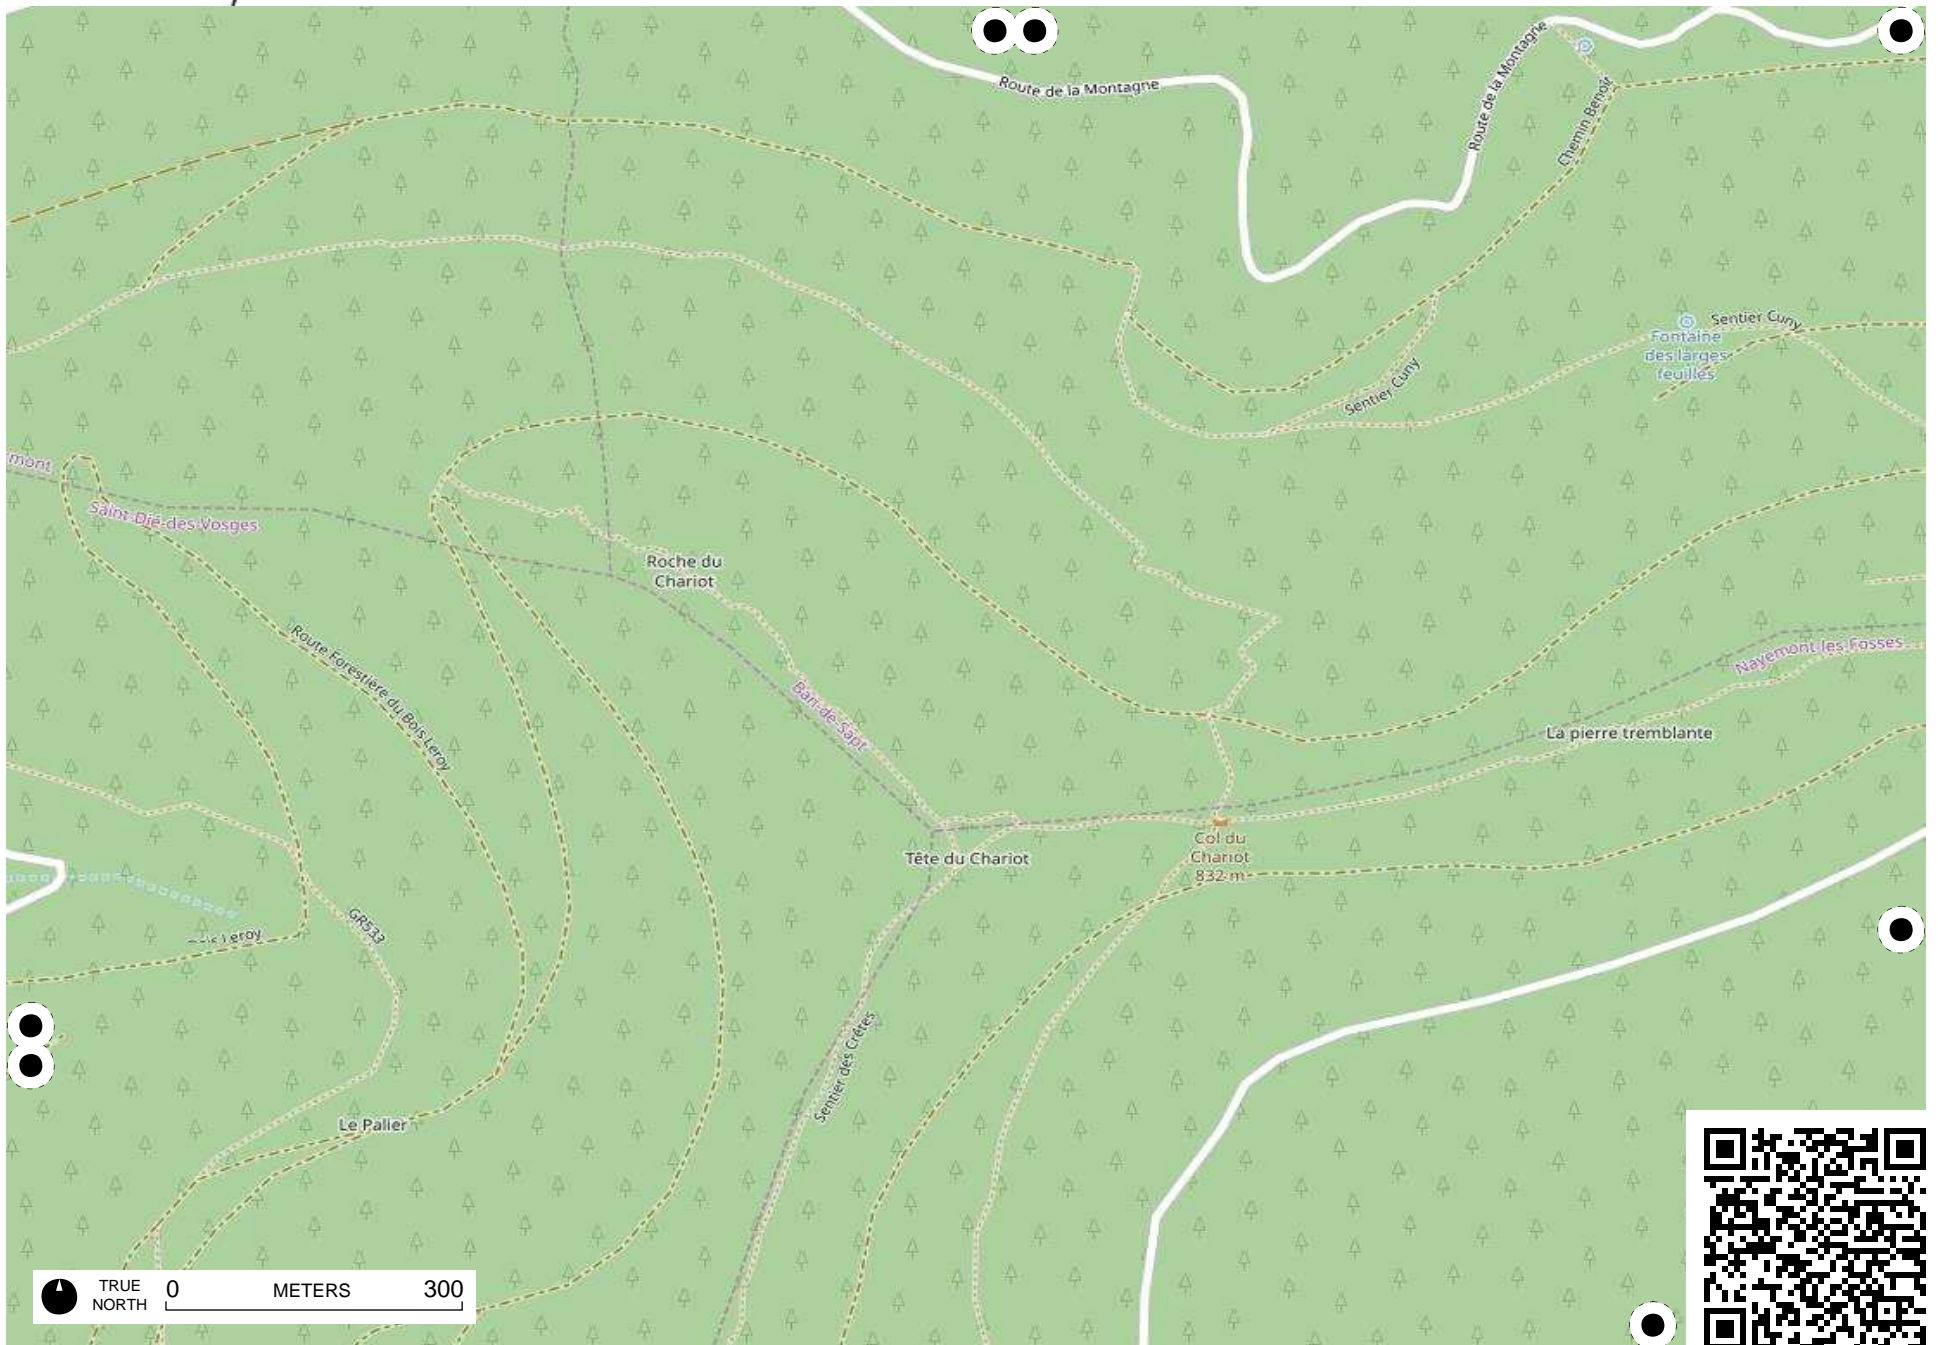 Route de la Montagne
Route de la Montagne
Chemin Benoît
Sentier Cuny
Fontaine
des larges
feuilles
Sentier Cuny
mont
Saint-Dié-des-Vosges
Roche du
Chariot
Route Forestière du Bois Leroy
Ban-de-Sapt
Nayemont les Fosses
La pierre tremblante
Col du
Chariot
832 m
Tête du Chariot
GR533
Leroy
Sentier des Crêtes
Le Palier
TRUE
NORTH
0 METERS 300